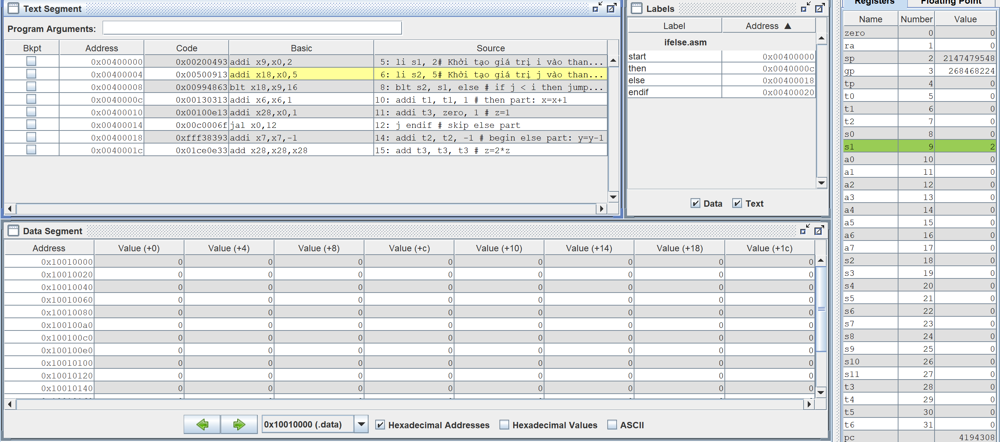 Text Segment
Program Arguments:
Bkpt Address Code Basic Source
0x00400000 0x00200493 addi x9,x0,2 5: li s1, 2# Khởi tạo giá trị i vào than...
0x00400004 0x00500913 addi x18,x0,5 6: li s2, 5# Khởi tạo giá trị j vào than...
0x00400008 0x00994863 blt x18,x9,16 8: blt s2, s1, else # if j < i then jump...
0x0040000c 0x00130313 addi x6,x6,1 10: addi t1, t1, 1 # then part: x=x+1
0x00400010 0x00100e13 addi x28,x0,1 11: addi t3, zero, 1 # z=1
0x00400014 0x00c0006f jal x0,12 12: j endif # skip else part
0x00400018 0xfff38393 addi x7,x7,-1 14: addi t2, t2, -1 # begin else part: y=y-1
0x0040001c 0x01ce0e33 add x28,x28,x28 15: add t3, t3, t3 # z=2*z
Labels
Label Address ▲
ifelse.asm
start 0x00400000
then 0x0040000c
else 0x00400018
endif 0x00400020
Data Text
Data Segment
Address Value (+0) Value (+4) Value (+8) Value (+c) Value (+10) Value (+14) Value (+18) Value (+1c)
0x10010000 0 0 0 0 0 0 0 0
0x10010020 0 0 0 0 0 0 0 0
0x10010040 0 0 0 0 0 0 0 0
0x10010060 0 0 0 0 0 0 0 0
0x10010080 0 0 0 0 0 0 0 0
0x100100a0 0 0 0 0 0 0 0 0
0x100100c0 0 0 0 0 0 0 0 0
0x100100e0 0 0 0 0 0 0 0 0
0x10010100 0 0 0 0 0 0 0 0
0x10010120 0 0 0 0 0 0 0 0
0x10010140 0 0 0 0 0 0 0 0
0x10010000 (.data) Hexadecimal Addresses Hexadecimal Values ASCII
Registers Floating Point
Name Number Value
zero 0 0
ra 1 0
sp 2 2147479548
gp 3 268468224
tp 4 0
t0 5 0
t1 6 0
t2 7 0
s0 8 0
s1 9 2
a0 10 0
a1 11 0
a2 12 0
a3 13 0
a4 14 0
a5 15 0
a6 16 0
a7 17 0
s2 18 0
s3 19 0
s4 20 0
s5 21 0
s6 22 0
s7 23 0
s8 24 0
s9 25 0
s10 26 0
s11 27 0
t3 28 0
t4 29 0
t5 30 0
t6 31 0
pc 4194308